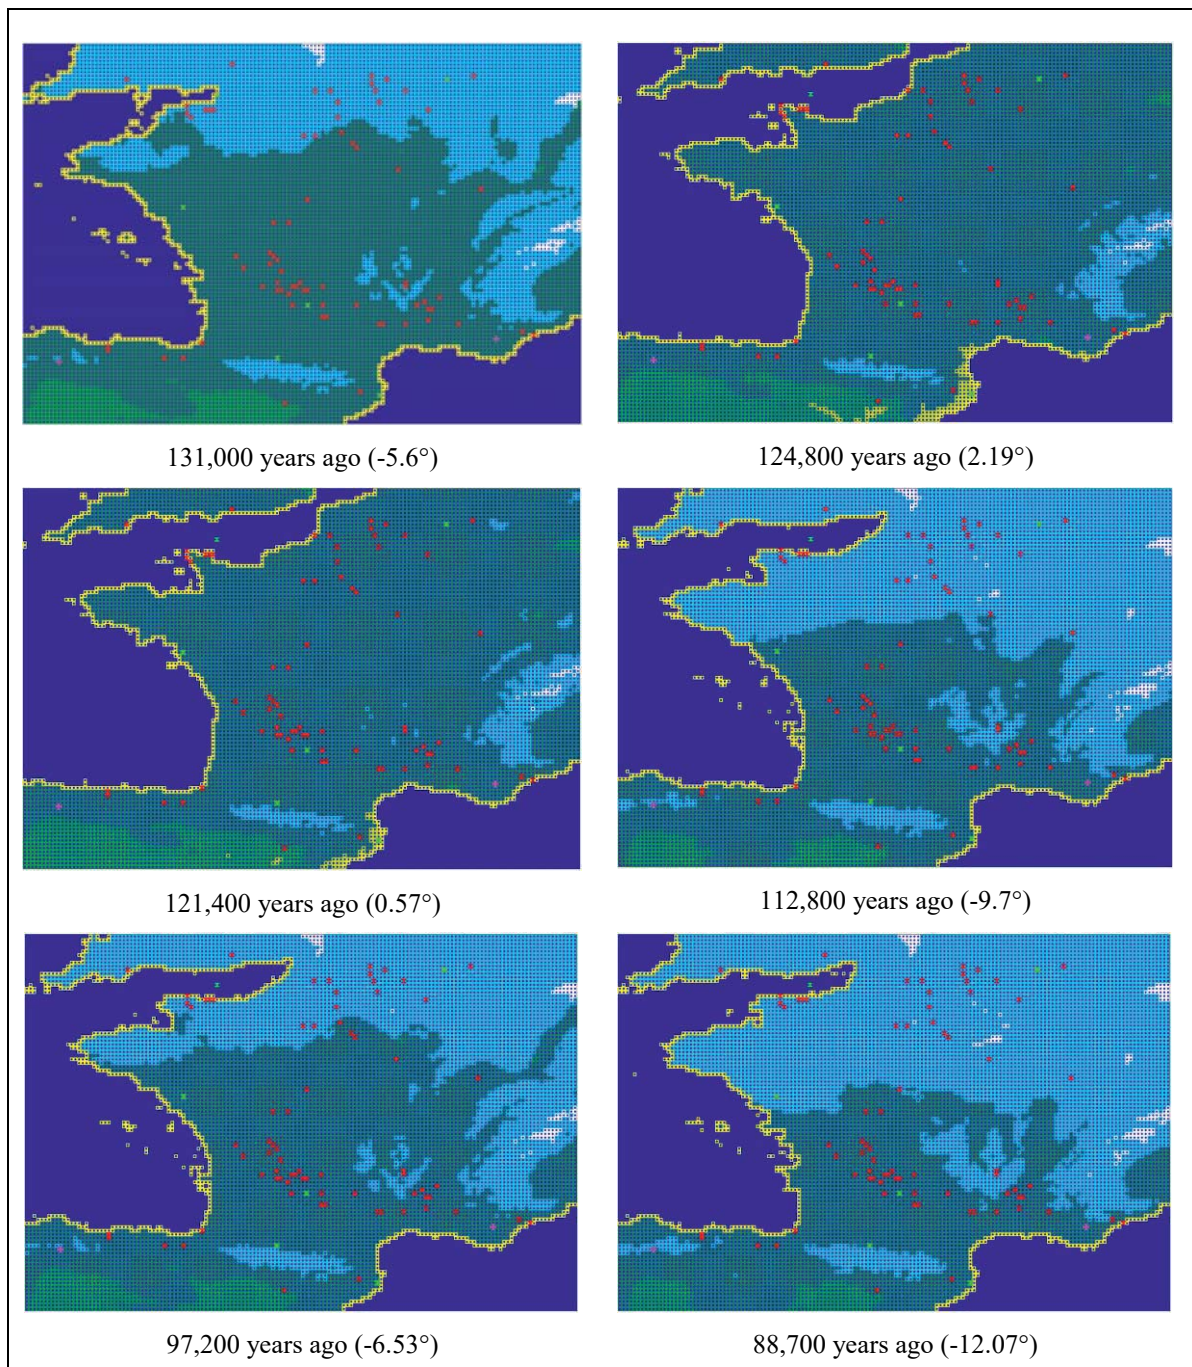 131,000 years ago (-5.6°)
124,800 years ago (2.19°)
121,400 years ago (0.57°)
112,800 years ago (-9.7°)
97,200 years ago (-6.53°)
88,700 years ago (-12.07°)